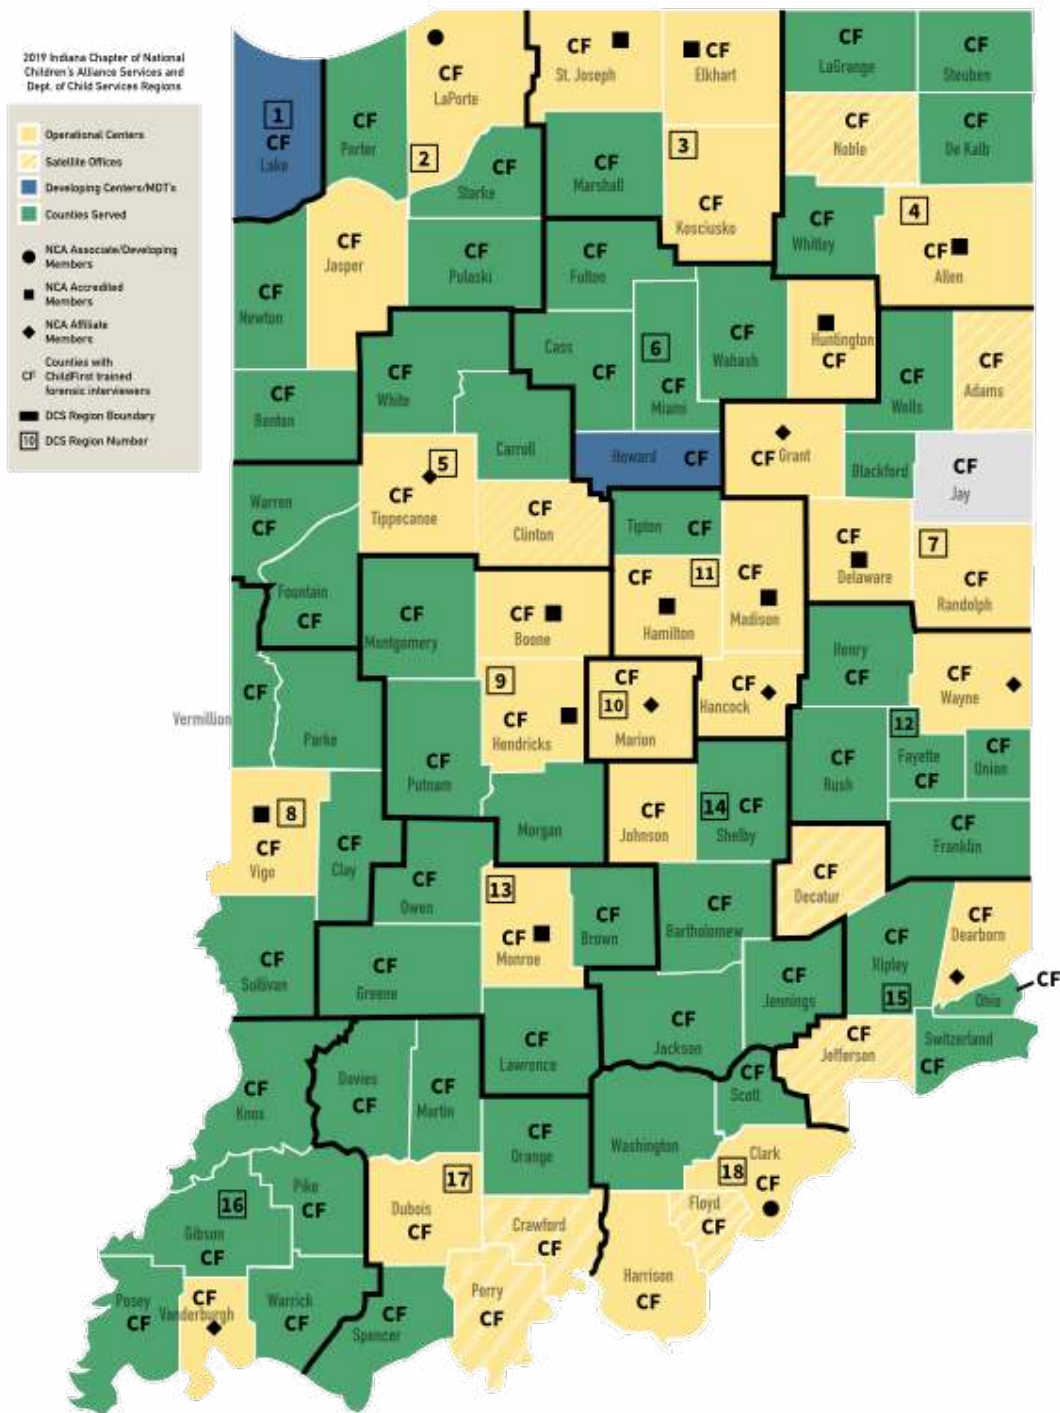 2019 Indiana Chapter of National
Children's Alliance Services and
Dept. of Child Services Regions
Operational Centers
Satellite Offices
Developing Centers/MDT's
Counties Served
NCA Associate/Developing
Members
NCA Accredited
Members
NCA Affiliate
Members
CF Counties with
ChildFirst trained
forensic interviewers
DCS Region Boundary
10 DCS Region Number
1
CF
Lake
CF
Porter
CF
LaPorte
2
CF
Starke
CF
St. Joseph
CF
Elkhart
CF
Marshall
3
CF
Kosciusko
CF
LaGrange
CF
Steuben
CF
Noble
CF
De Kalb
CF
Whitley
4
CF
Allen
CF
Newton
CF
Jasper
CF
Pulaski
CF
Fulton
Cass
CF
6
CF
Miami
CF
Wabash
Huntington
CF
CF
Wells
CF
Adams
CF
Benton
CF
White
Carroll
Howard CF
CF Grant
Blackford
CF
Jay
5
CF
Tippecanoe
CF
Clinton
Warren
CF
Fountain
CF
Tipton CF
CF
11
Hamilton
CF
Madison
CF
Delaware
7
CF
Randolph
CF
Montgomery
CF
Boone
9
CF
Hendricks
CF
10
Marion
CF
Hancock
Henry
CF
CF
Wayne
Vermillion
CF
Parke
CF
Putnam
Morgan
CF
Johnson
14 CF
Shelby
CF
Rush
12
Fayette
CF
CF
Union
CF
Franklin
8
CF
Vigo
CF
Clay
CF
Owen
13
CF
Monroe
CF
Brown
CF
Bartholomew
CF
Decatur
CF
Ripley
15
CF
Dearborn
CF
Ohio
CF
Sullivan
CF
Greene
CF
Lawrence
CF
Jackson
CF
Jennings
CF
Jefferson
Switzerland
CF
CF
Knox
Davies
CF
CF
Martin
CF
Orange
Washington
CF
Scott
Clark
18
CF
Floyd
CF
16
Gibson
CF
Pike
CF
17
Dubois
CF
Crawford
CF
Harrison
CF
Posey
CF
CF
Vanderburgh
Warrick
CF
CF
Spencer
Perry
CF